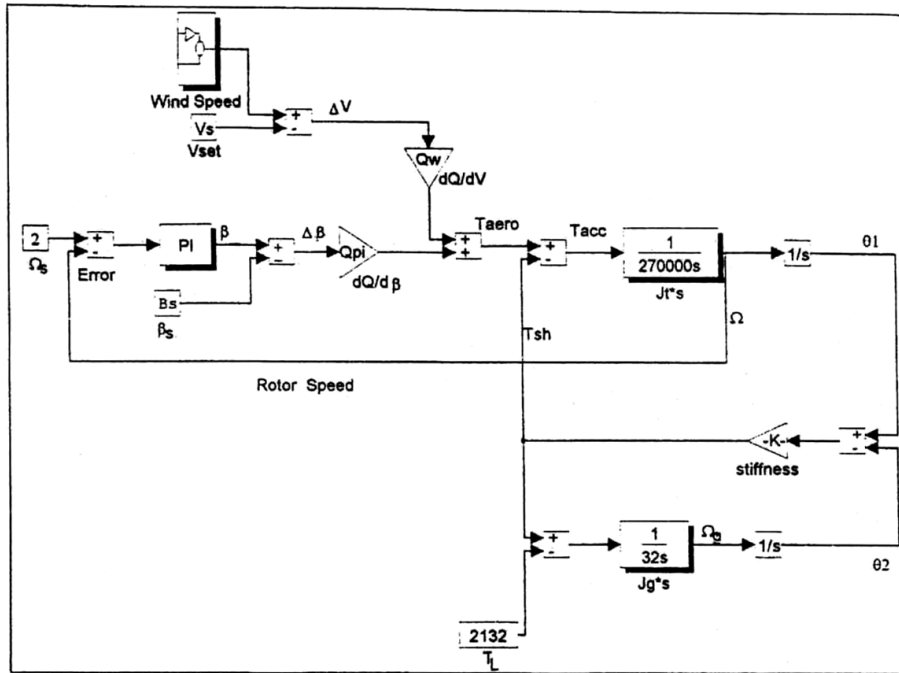 Wind Speed
Vs
Vset
+
-
ΔV
Qw
dQ/dV
2
Ωs
+
-
Error
PI
β
Bs
βs
+
-
Δβ
Qpi
dQ/dβ
+
+
Taero
+
-
Tacc
1
270000s
Jt*s
1/s
θ1
Ω
Tsh
Rotor Speed
-K-
stiffness
+
-
+
-
1
32s
Jg*s
Ωg
1/s
θ2
2132
TL